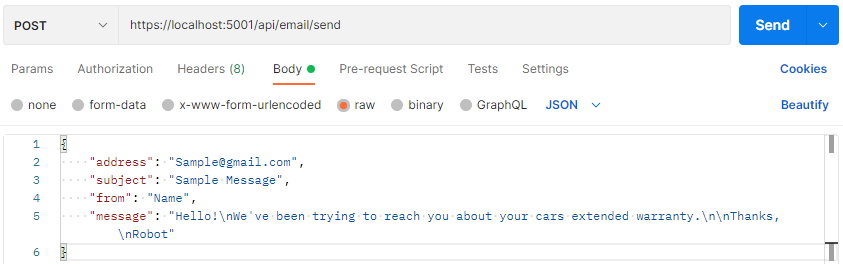 POST https://localhost:5001/api/email/send Send
Params Authorization Headers (8) Body Pre-request Script Tests Settings Cookies
none form-data x-www-form-urlencoded raw binary GraphQL JSON Beautify
1 {
2 "address": "Sample@gmail.com",
3 "subject": "Sample Message",
4 "from": "Name",
5 "message": "Hello!\nWe've been trying to reach you about your cars extended warranty.\n\nThanks,
\nRobot"
6 }